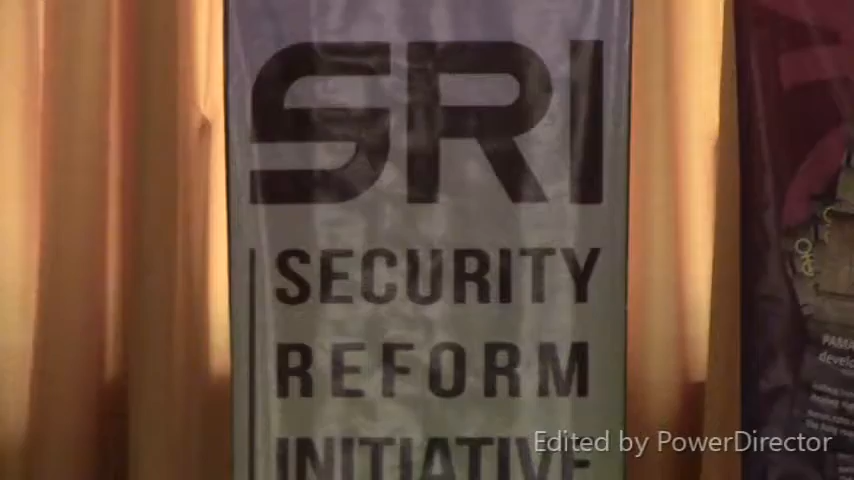 SRI
SECURITY
REFORM
INITIATIVE
Edited by PowerDirector